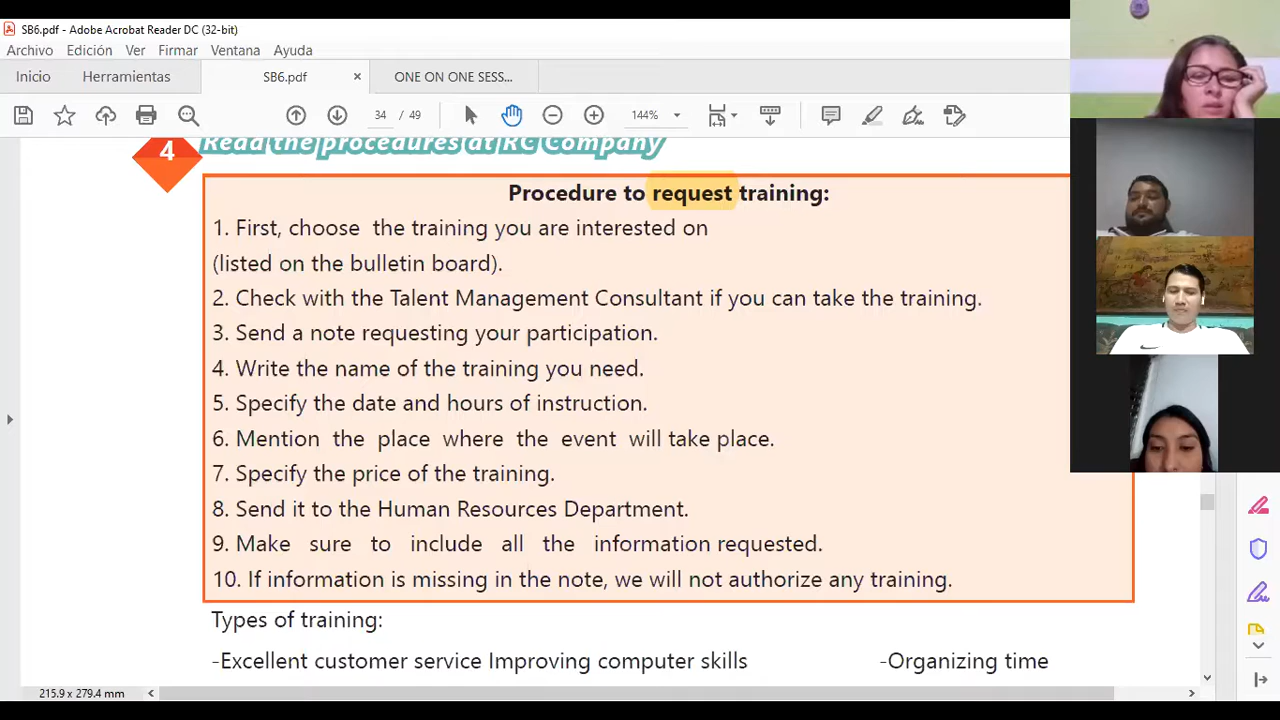 SB6.pdf - Adobe Acrobat Reader DC (32-bit)
Archivo Edición Ver Firmar Ventana Ayuda
Inicio Herramientas SB6.pdf × ONE ON ONE SESS...
34 / 49 144%
4 Read the procedures at RC Company
Procedure to request training:
1. First, choose the training you are interested on
(listed on the bulletin board).
2. Check with the Talent Management Consultant if you can take the training.
3. Send a note requesting your participation.
4. Write the name of the training you need.
5. Specify the date and hours of instruction.
6. Mention the place where the event will take place.
7. Specify the price of the training.
8. Send it to the Human Resources Department.
9. Make sure to include all the information requested.
10. If information is missing in the note, we will not authorize any training.
Types of training:
-Excellent customer service Improving computer skills -Organizing time
215.9 x 279.4 mm